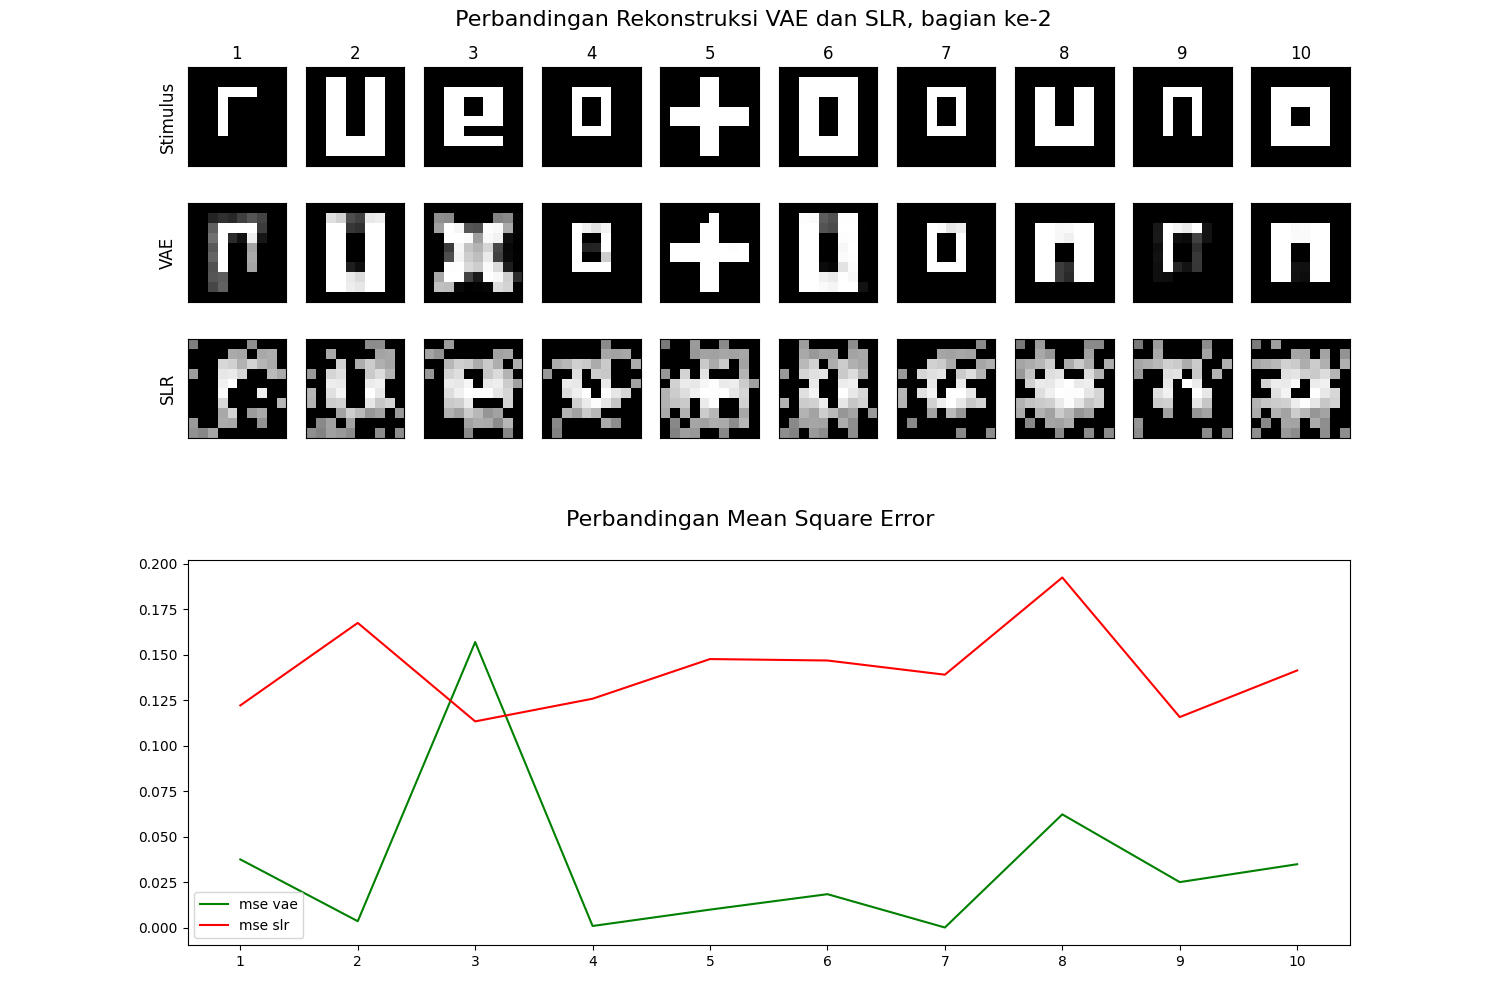 Perbandingan Rekonstruksi VAE dan SLR, bagian ke-2
1 2 3 4 5 6 7 8 9 10
Stimulus
VAE
SLR
Perbandingan Mean Square Error
0.200
0.175
0.150
0.125
0.100
0.075
0.050
0.025
0.000
mse vae
mse slr
1 2 3 4 5 6 7 8 9 10